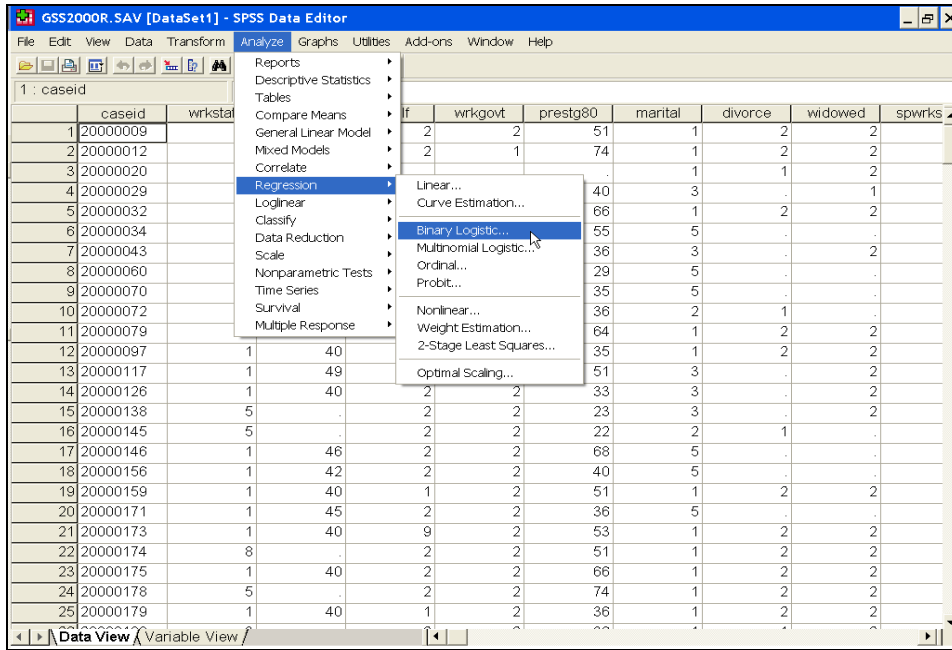 GSS2000R.SAV [DataSet1] - SPSS Data Editor
File Edit View Data Transform Analyze Graphs Utilities Add-ons Window Help
1 : caseid
Reports
Descriptive Statistics
Tables
Compare Means
General Linear Model
Mixed Models
Correlate
Regression
Loglinear
Classify
Data Reduction
Scale
Nonparametric Tests
Time Series
Survival
Multiple Response
Linear...
Curve Estimation...
Binary Logistic...
Multinomial Logistic...
Ordinal...
Probit...
Nonlinear...
Weight Estimation...
2-Stage Least Squares...
Optimal Scaling...
caseid wrkstat lf wrkgovt prestg80 marital divorce widowed spwrks
1 20000009 2 2 51 1 2 2
2 20000012 2 1 74 1 2 2
3 20000020 . 1 1 2
4 20000029 40 3 . 1
5 20000032 66 1 2 2
6 20000034 55 5 . .
7 20000043 36 3 . 2
8 20000060 29 5 . .
9 20000070 35 5 . .
10 20000072 36 2 1 .
11 20000079 64 1 2 2
12 20000097 1 40 35 1 2 2
13 20000117 1 49 51 3 . 2
14 20000126 1 40 2 2 33 3 . 2
15 20000138 5 . 2 2 23 3 . 2
16 20000145 5 . 2 2 22 2 1 .
17 20000146 1 46 2 2 68 5 . .
18 20000156 1 42 2 2 40 5 . .
19 20000159 1 40 1 2 51 1 2 2
20 20000171 1 45 2 2 36 5 . .
21 20000173 1 40 9 2 53 1 2 2
22 20000174 8 . 2 2 51 1 2 2
23 20000175 1 40 2 2 66 1 2 2
24 20000178 5 . 2 2 74 1 2 2
25 20000179 1 40 1 2 36 1 2 2
Data View Variable View